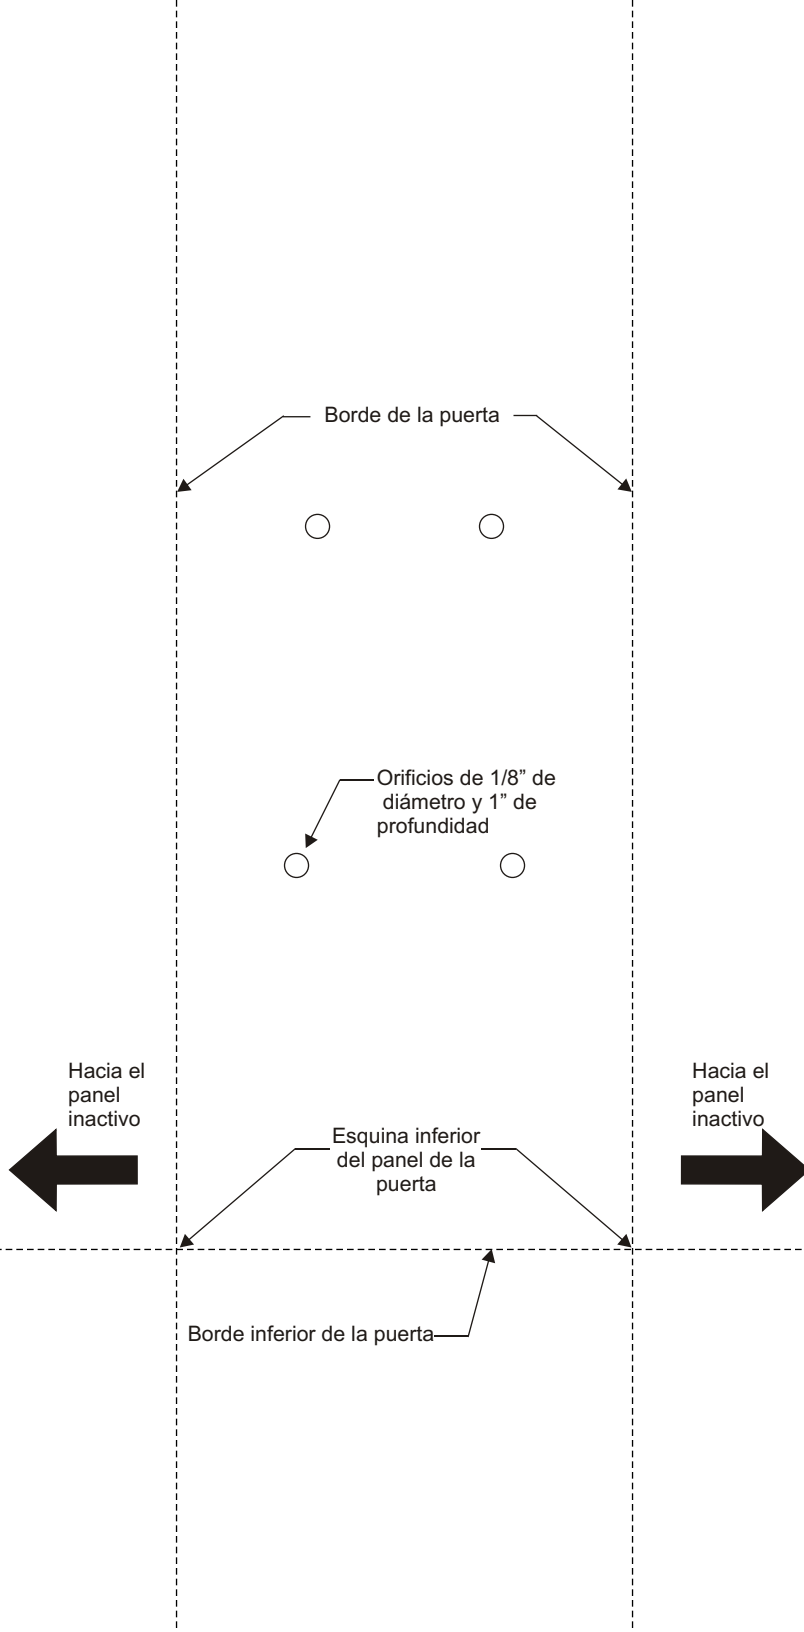 Borde de la puerta
Orificios de 1/8” de
diámetro y 1” de
profundidad
Hacia el
panel
inactivo
Hacia el
panel
inactivo
Esquina inferior
del panel de la
puerta
Borde inferior de la puerta